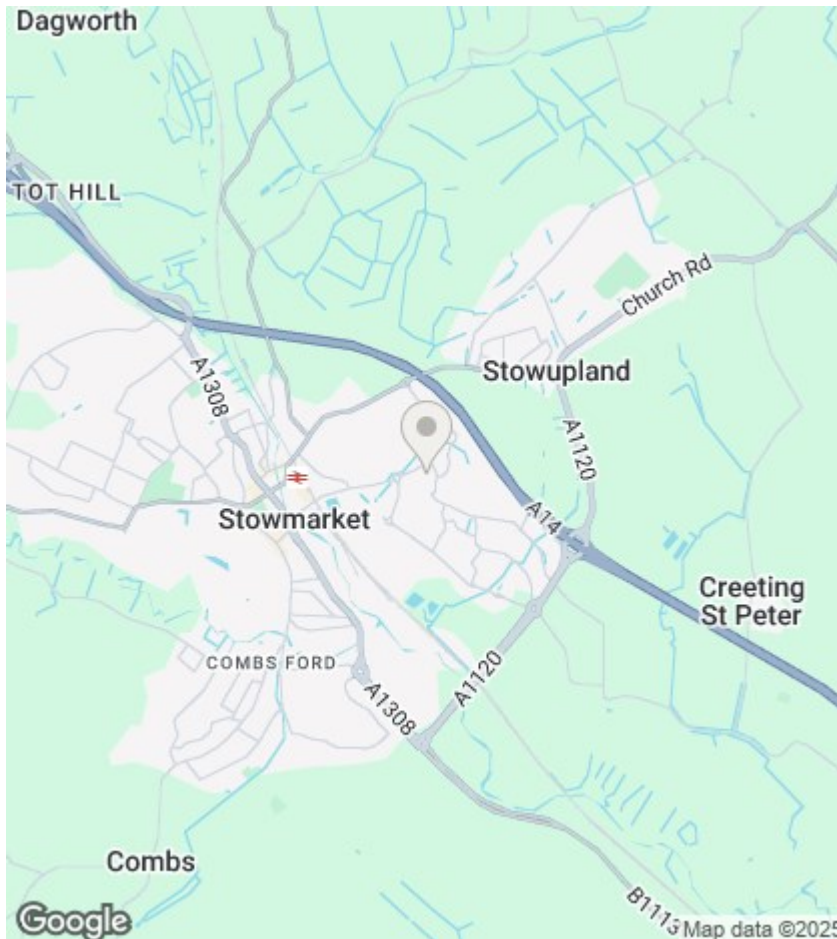 Dagworth
TOT HILL
Church Rd
Stowupland
A1308
A1120
Stowmarket
A14
Creeting
St Peter
COMBS FORD
A1120
A1308
Combs
B1113
Google
Map data ©2025